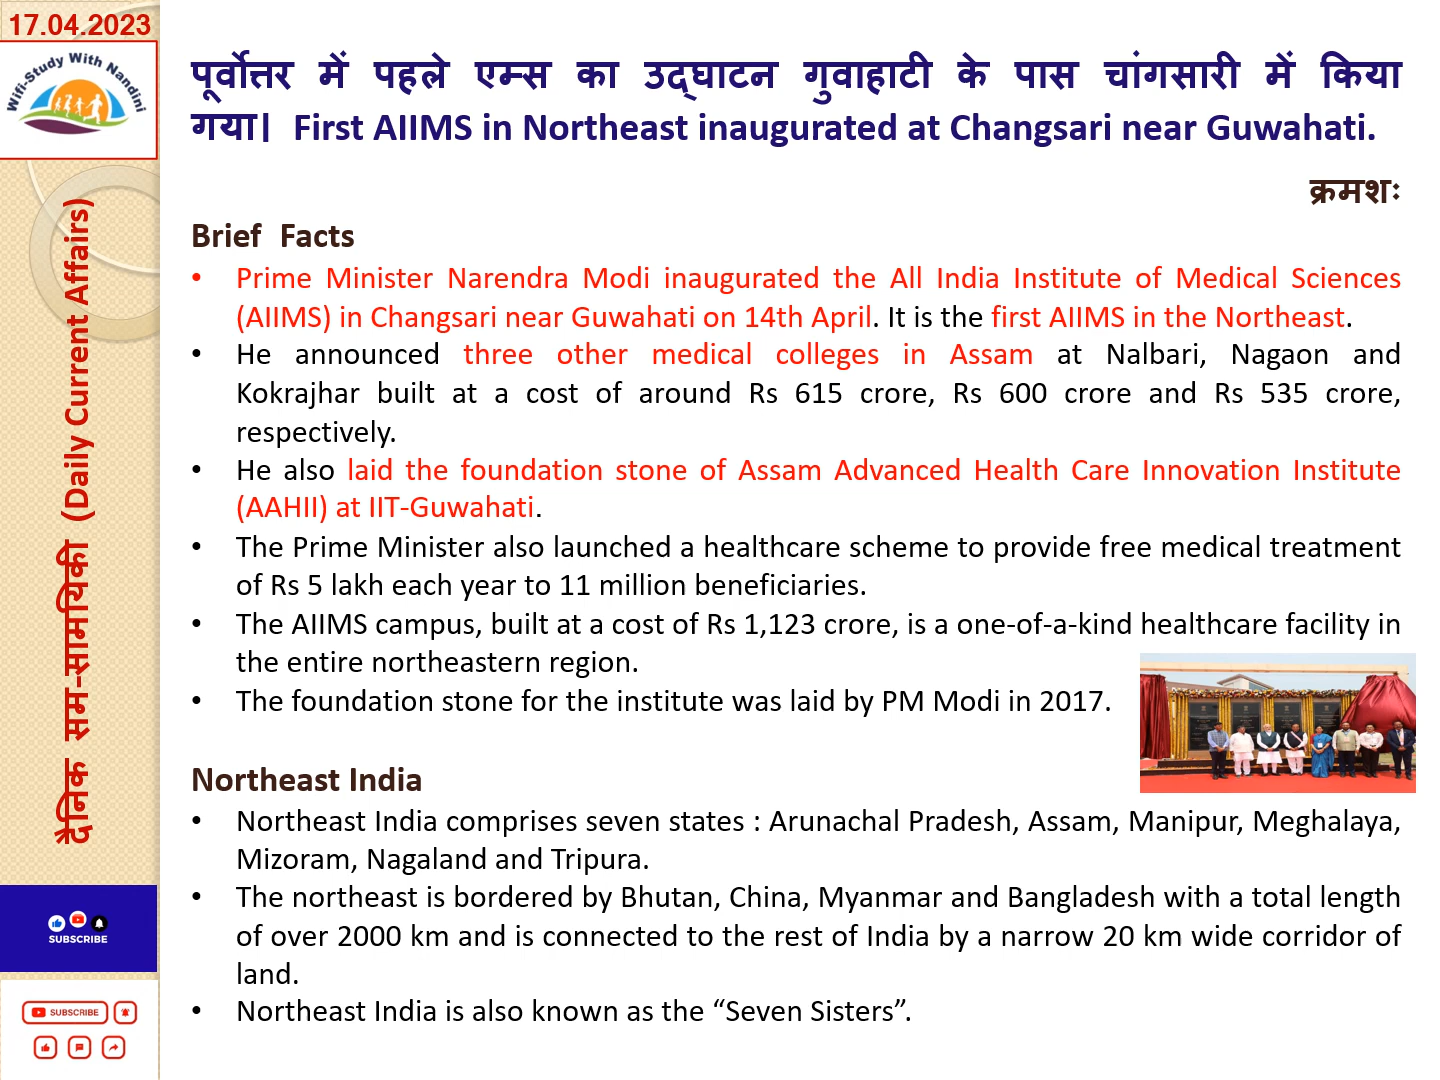 17.04.2023
Wifi-Study With Nandini
दैनिक सम-सामयिकी (Daily Current Affairs)
SUBSCRIBE
SUBSCRIBE
पूर्वोत्तर में पहले एम्स का उद्घाटन गुवाहाटी के पास चांगसारी में किया
गया। First AIIMS in Northeast inaugurated at Changsari near Guwahati.
क्रमशः
Brief Facts
• Prime Minister Narendra Modi inaugurated the All India Institute of Medical Sciences
(AIIMS) in Changsari near Guwahati on 14th April. It is the first AIIMS in the Northeast.
• He announced three other medical colleges in Assam at Nalbari, Nagaon and
Kokrajhar built at a cost of around Rs 615 crore, Rs 600 crore and Rs 535 crore,
respectively.
• He also laid the foundation stone of Assam Advanced Health Care Innovation Institute
(AAHII) at IIT-Guwahati.
• The Prime Minister also launched a healthcare scheme to provide free medical treatment
of Rs 5 lakh each year to 11 million beneficiaries.
• The AIIMS campus, built at a cost of Rs 1,123 crore, is a one-of-a-kind healthcare facility in
the entire northeastern region.
• The foundation stone for the institute was laid by PM Modi in 2017.
Northeast India
• Northeast India comprises seven states : Arunachal Pradesh, Assam, Manipur, Meghalaya,
Mizoram, Nagaland and Tripura.
• The northeast is bordered by Bhutan, China, Myanmar and Bangladesh with a total length
of over 2000 km and is connected to the rest of India by a narrow 20 km wide corridor of
land.
• Northeast India is also known as the “Seven Sisters”.